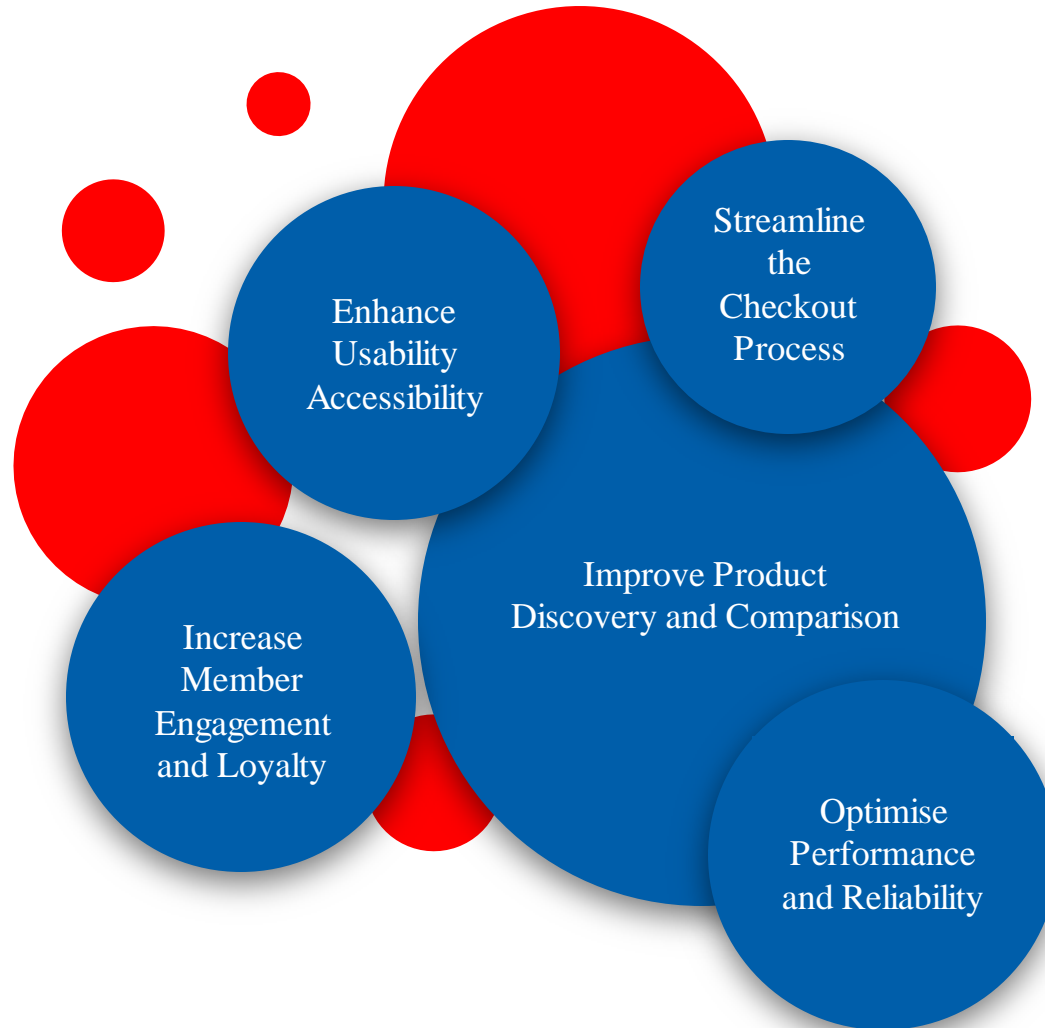 Streamline
the
Checkout
Process
Enhance
Usability
Accessibility
Improve Product
Discovery and Comparison
Increase
Member
Engagement
and Loyalty
Optimise
Performance
and Reliability